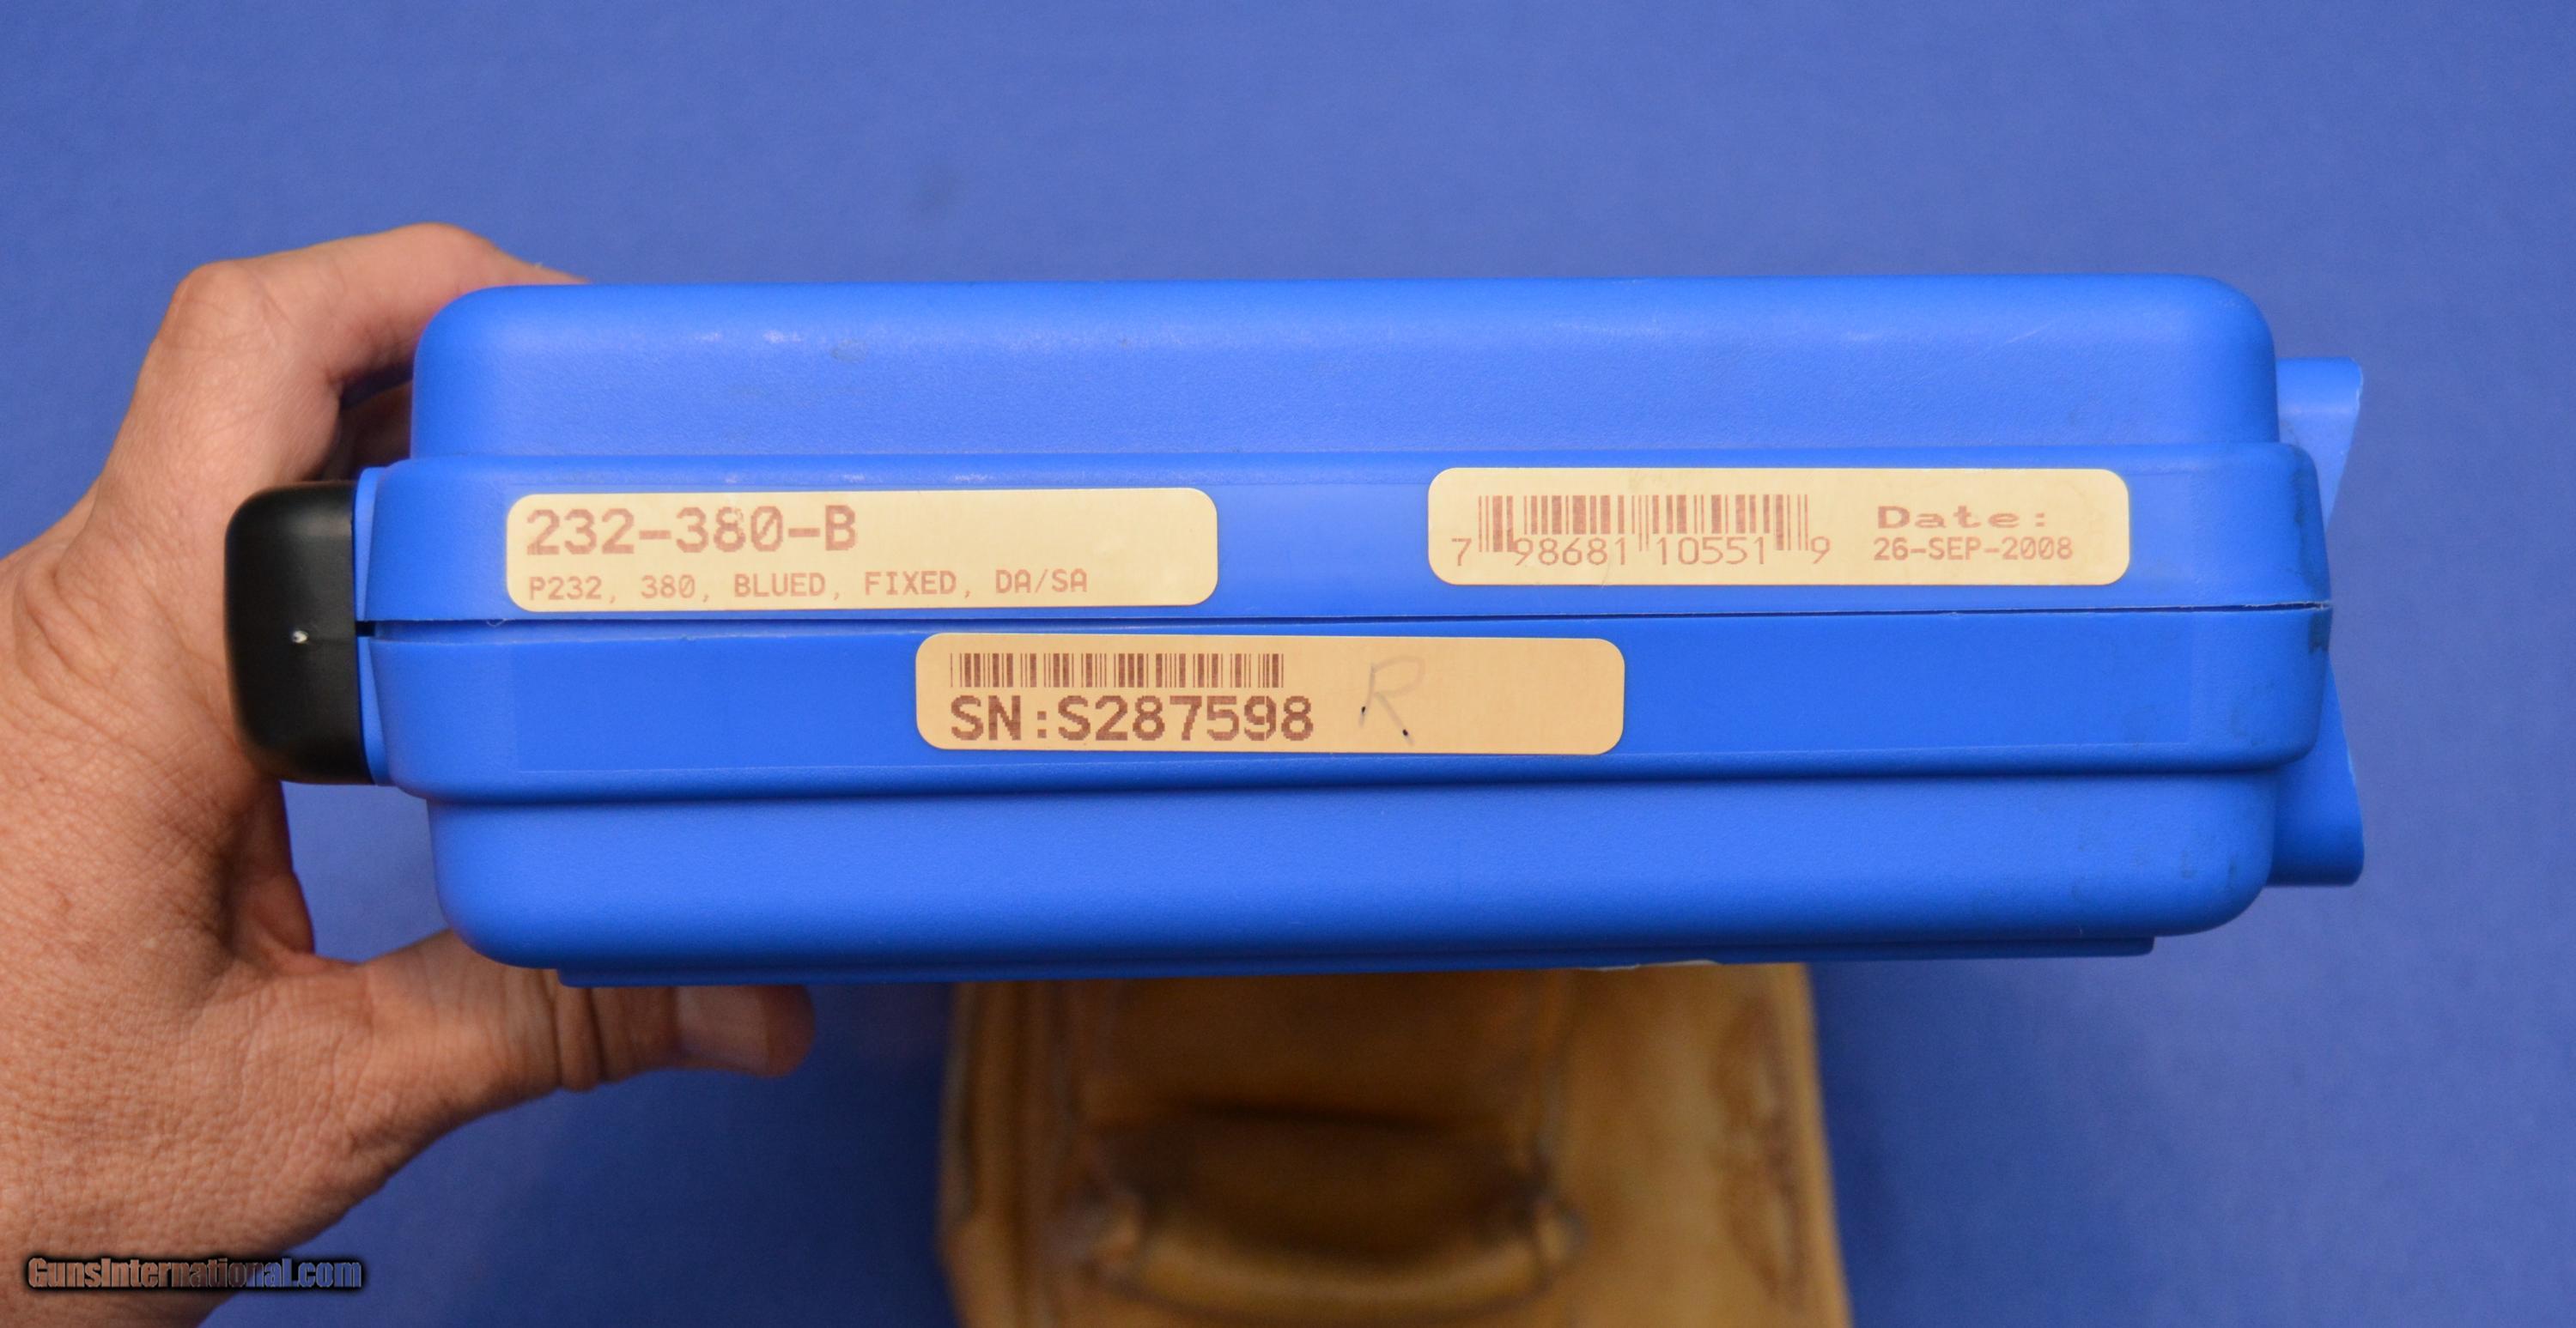 232-380-B
P232, 380, BLUED, FIXED, DA/SA
7 98681 10551 9
Date:
26-SEP-2008
SN:S287598
R
GunsInternational.com